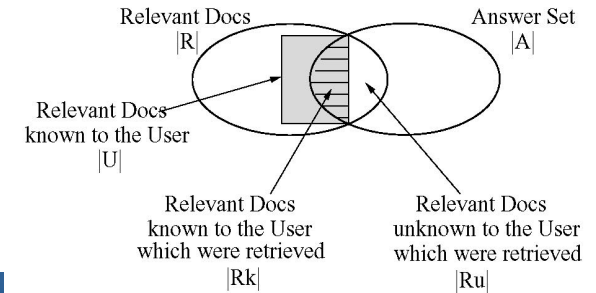 Relevant Docs
|R|
Answer Set
|A|
Relevant Docs
known to the User
|U|
Relevant Docs
known to the User
which were retrieved
|Rk|
Relevant Docs
unknown to the User
which were retrieved
|Ru|